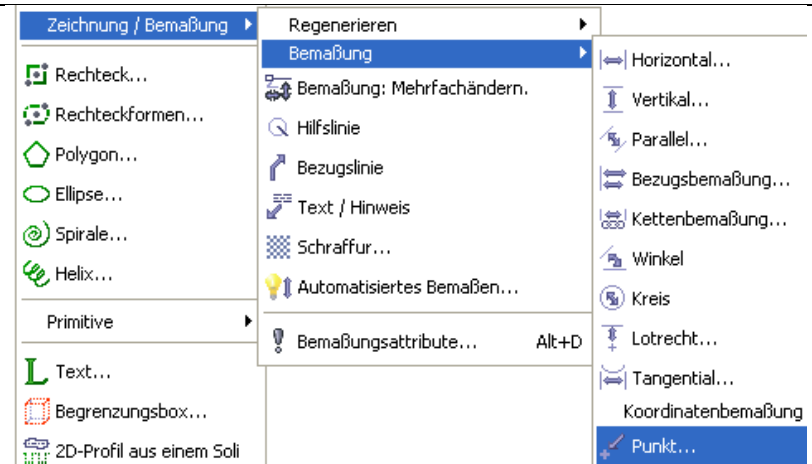 Zeichnung / Bemaßung
Rechteck...
Rechteckformen...
Polygon...
Ellipse...
Spirale...
Helix...
Primitive
Text...
Begrenzungsbox...
2D-Profil aus einem Soli
Regenerieren
Bemaßung
Bemaßung: Mehrfachändern.
Hilfslinie
Bezugslinie
Text / Hinweis
Schraffur...
Automatisiertes Bemaßen...
Bemaßungsattribute... Alt+D
Horizontal...
Vertikal...
Parallel...
Bezugsbemaßung...
Kettenbemaßung...
Winkel
Kreis
Lotrecht...
Tangential...
Koordinatenbemaßung
Punkt...